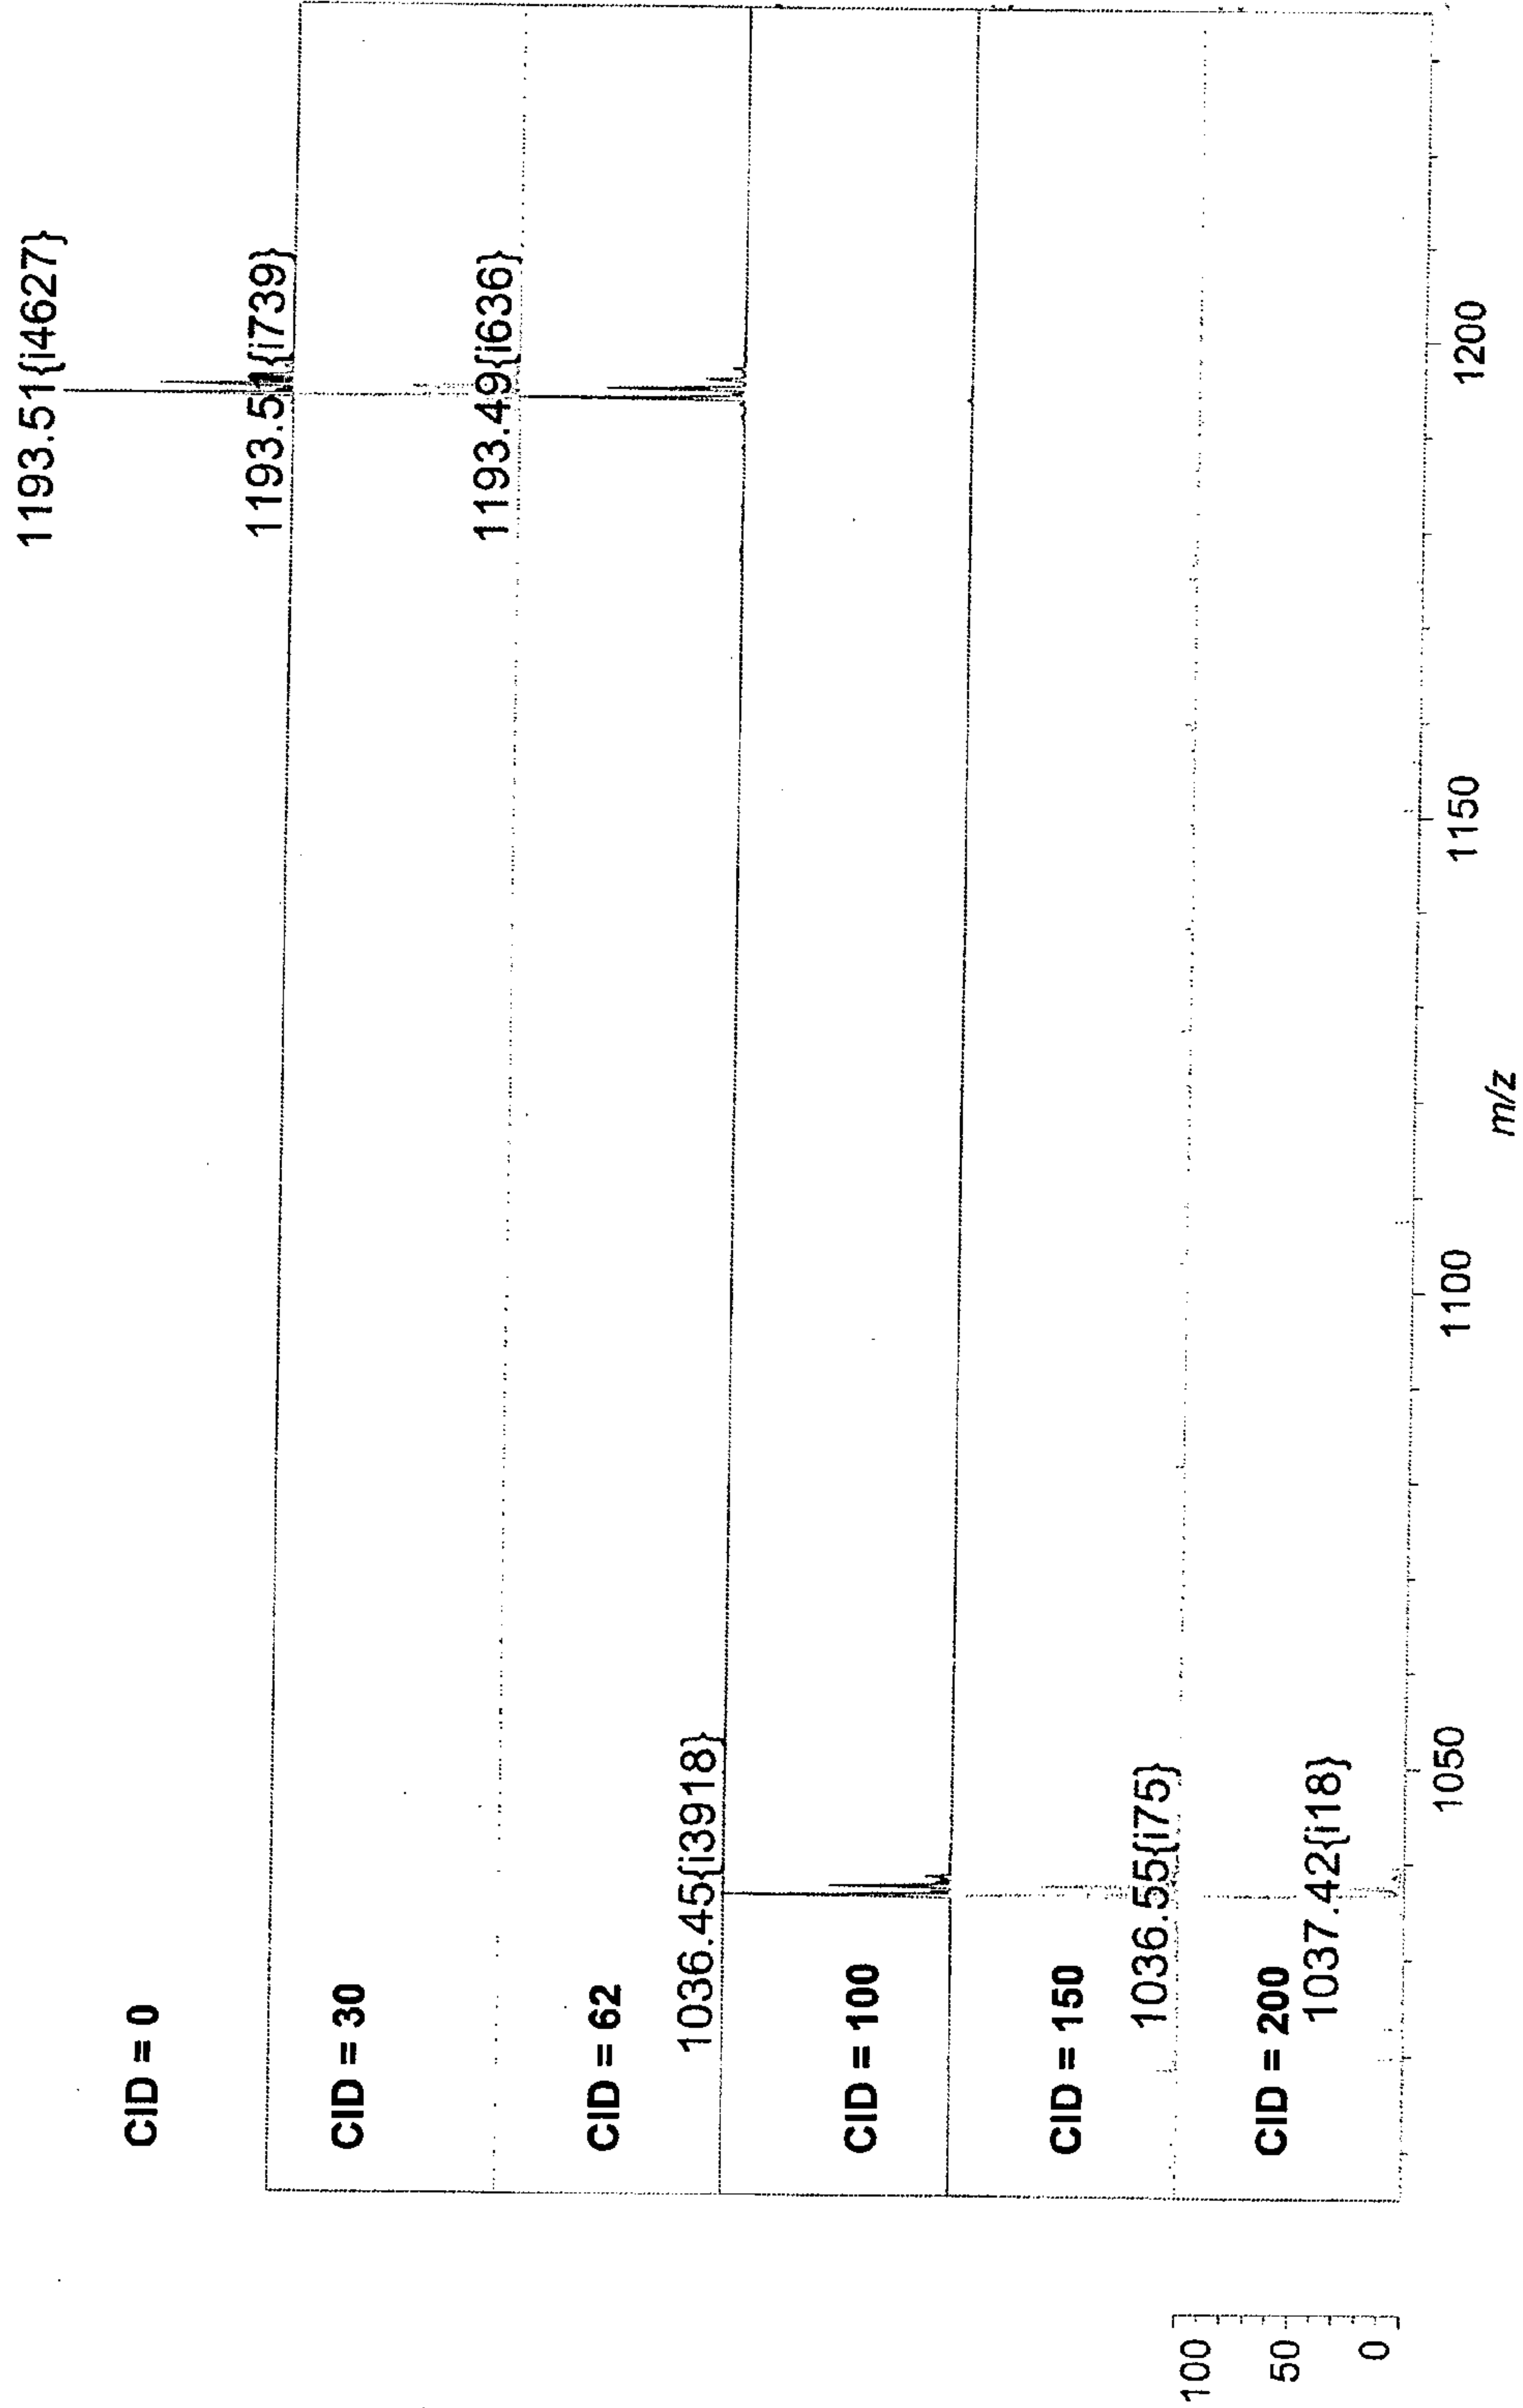 1193.51{i4627}
CID = 0
1193.51{i739}
CID = 30
1193.49{i636}
CID = 62
1036.45{i3918}
CID = 100
CID = 150
1036.55{i75}
CID = 200
1037.42{i18}
100
50
0
1050
1100
1150
1200
m/z